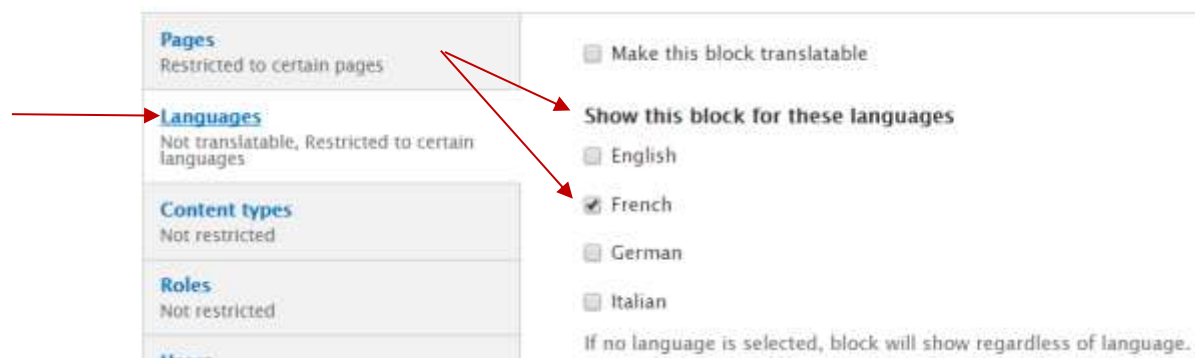 Pages
Restricted to certain pages
Languages
Not translatable, Restricted to certain
languages
Content types
Not restricted
Roles
Not restricted
Make this block translatable
Show this block for these languages
English
French
German
Italian
If no language is selected, block will show regardless of language.